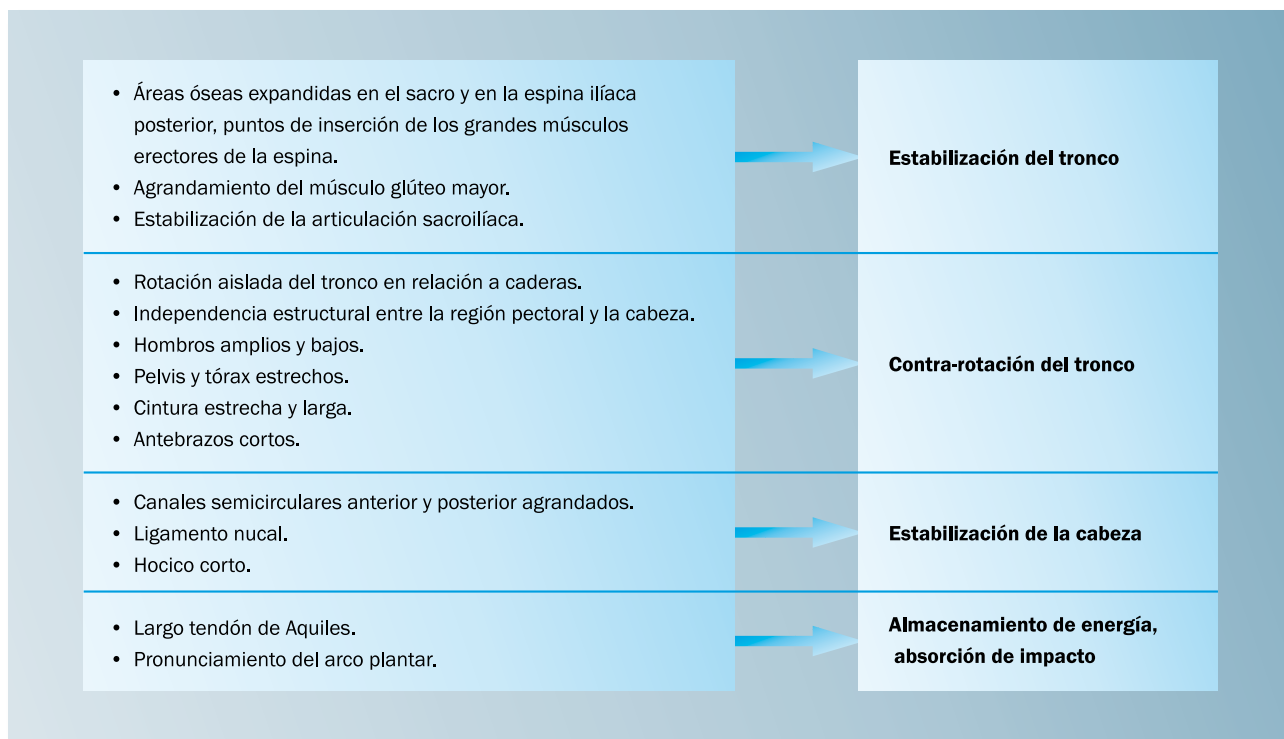 • Áreas óseas expandidas en el sacro y en la espina ilíaca
posterior, puntos de inserción de los grandes músculos
erectores de la espina.
• Agrandamiento del músculo glúteo mayor.
• Estabilización de la articulación sacroilíaca.
Estabilización del tronco
• Rotación aislada del tronco en relación a caderas.
• Independencia estructural entre la región pectoral y la cabeza.
• Hombros amplios y bajos.
• Pelvis y tórax estrechos.
• Cintura estrecha y larga.
• Antebrazos cortos.
Contra-rotación del tronco
• Canales semicirculares anterior y posterior agrandados.
• Ligamento nucal.
• Hocico corto.
Estabilización de la cabeza
• Largo tendón de Aquiles.
• Pronunciamiento del arco plantar.
Almacenamiento de energía,
absorción de impacto